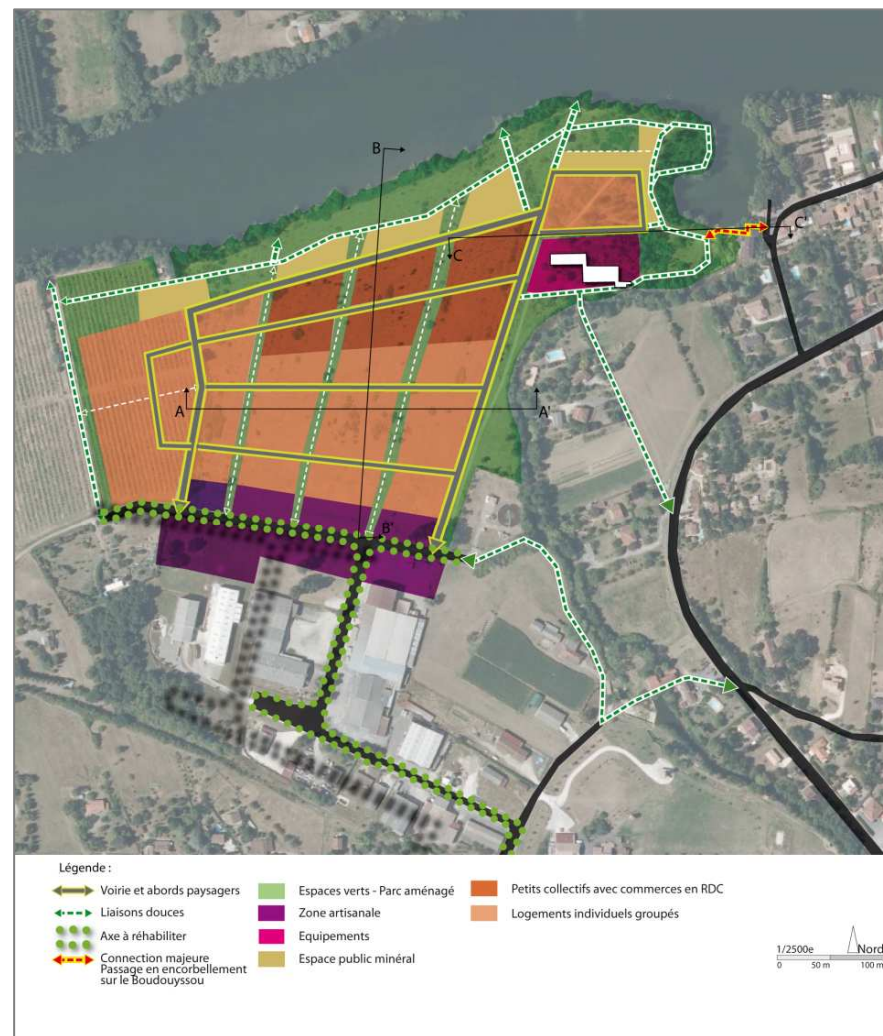 B
C
C'
A
A'
B'
Légende :
Voirie et abords paysagers
Liaisons douces
Axe à réhabiliter
Connection majeure
Passage en encorbellement
sur le Boudouyssou
Espaces verts - Parc aménagé
Zone artisanale
Equipements
Espace public minéral
Petits collectifs avec commerces en RDC
Logements individuels groupés
1/2500e
Nord
0 50 m 100 m